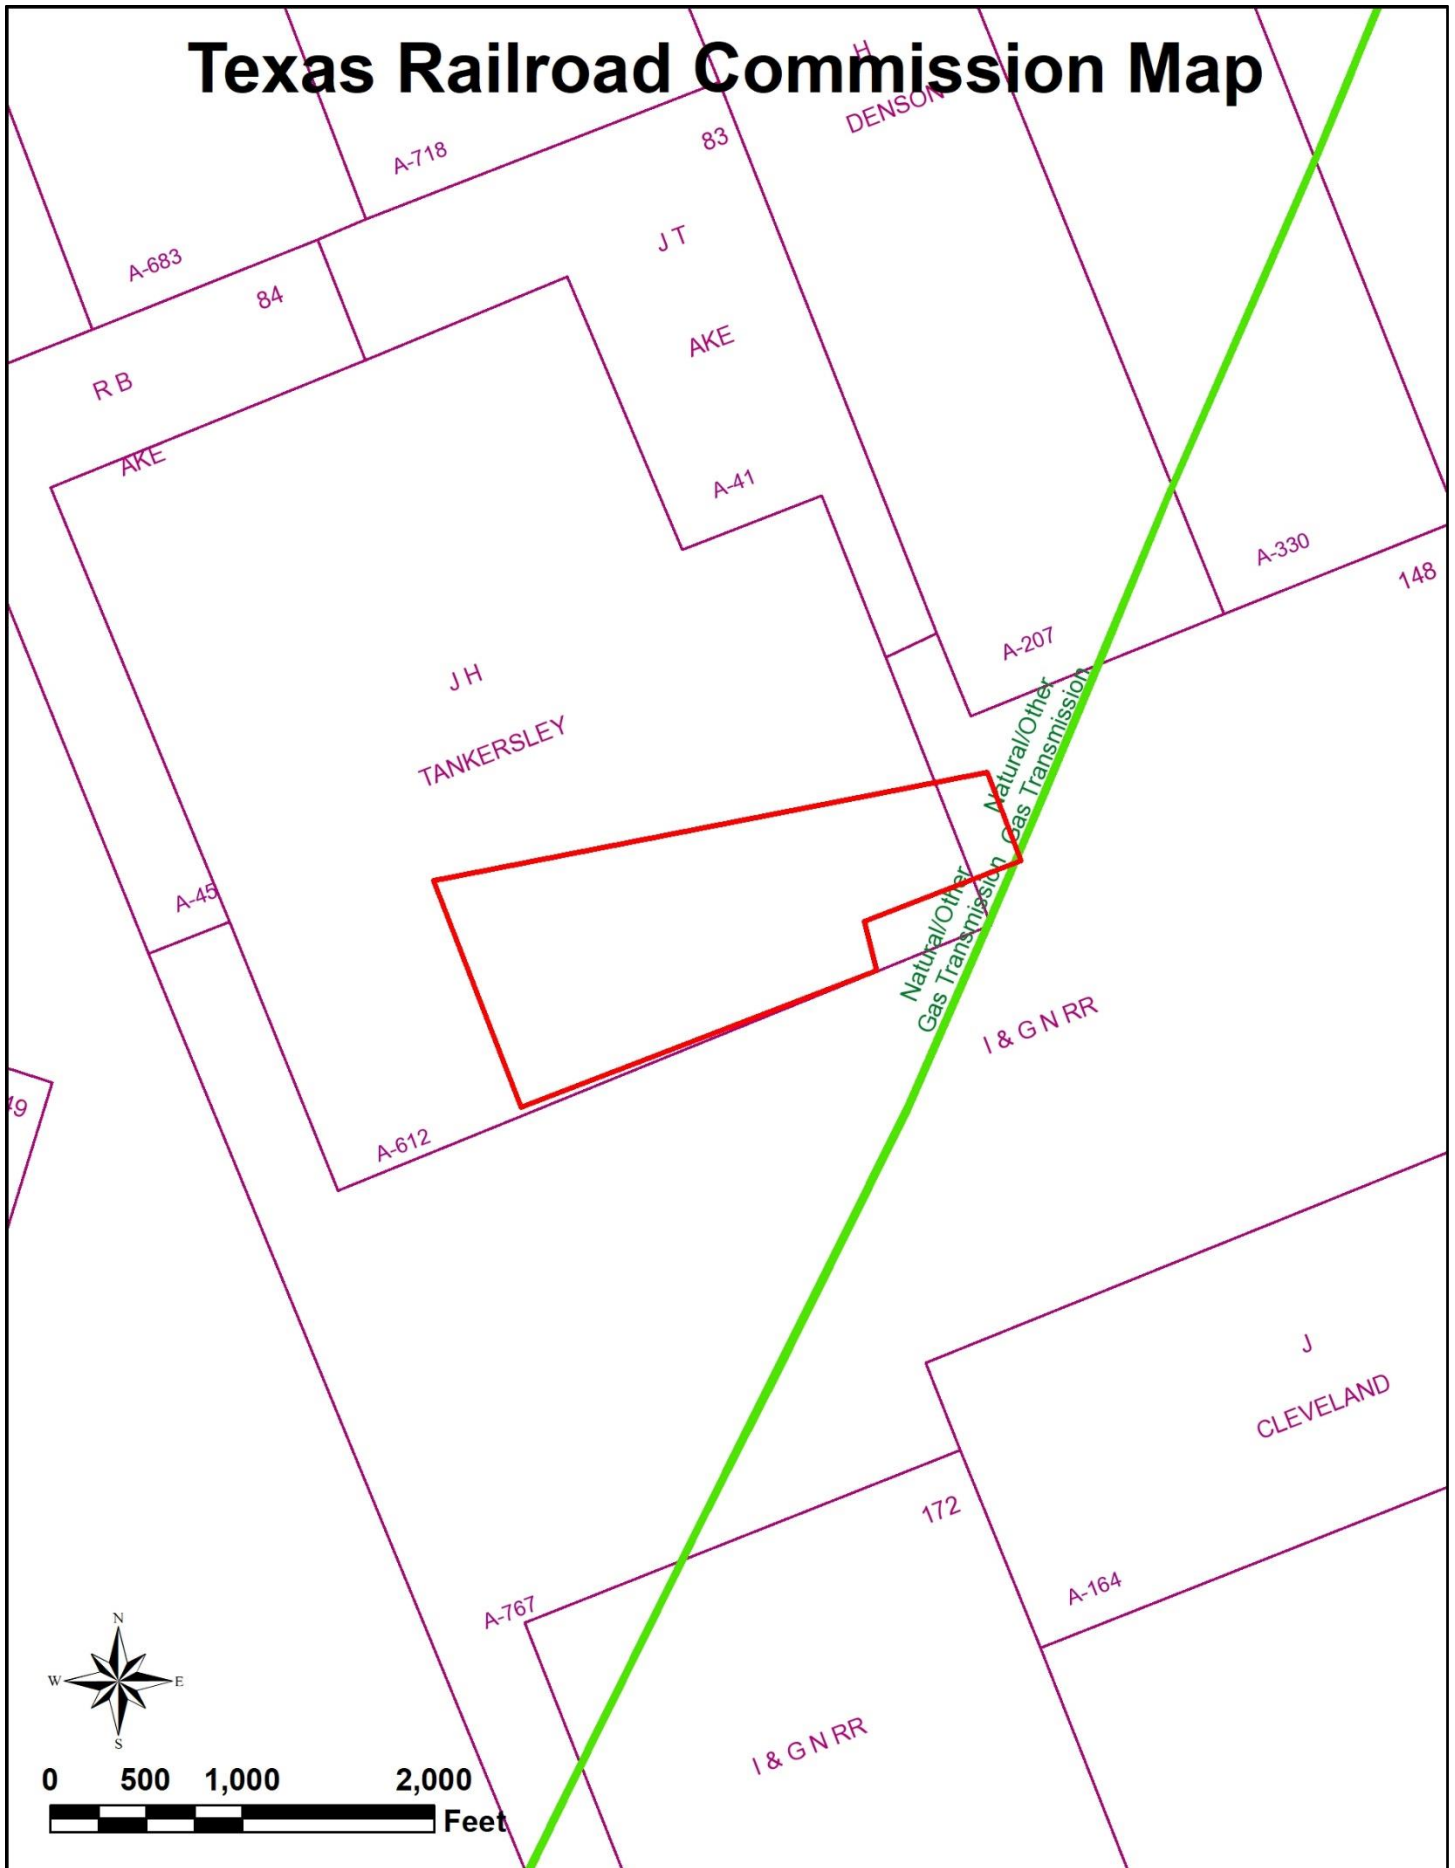 Texas Railroad Commission Map
H
DENSON
83
A-718
J T
A-683
84
AKE
R B
AKE
A-41
A-330
148
A-207
J H
Natural/Other
Gas Transmission
TANKERSLEY
A-45
Natural/Other
Gas Transmission
I & G N RR
49
A-612
J
CLEVELAND
172
A-164
A-767
N
W
E
S
I & G N RR
0 500 1,000 2,000
Feet